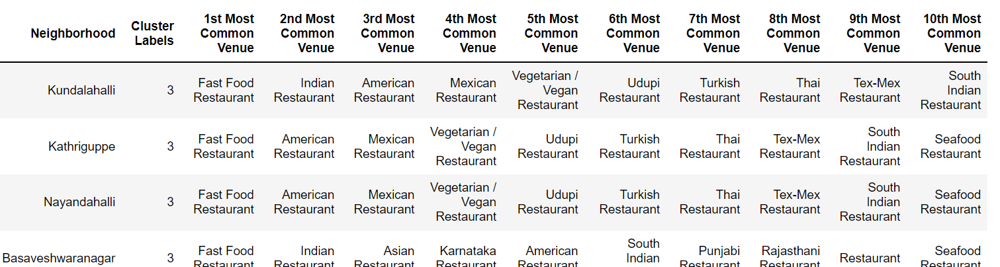 Neighborhood Cluster Labels 1st Most Common Venue 2nd Most Common Venue 3rd Most Common Venue 4th Most Common Venue 5th Most Common Venue 6th Most Common Venue 7th Most Common Venue 8th Most Common Venue 9th Most Common Venue 10th Most Common Venue
Kundalahalli 3 Fast Food Restaurant Indian Restaurant American Restaurant Mexican Restaurant Vegetarian / Vegan Restaurant Udupi Restaurant Turkish Restaurant Thai Restaurant Tex-Mex Restaurant South Indian Restaurant
Kathriguppe 3 Fast Food Restaurant American Restaurant Mexican Restaurant Vegetarian / Vegan Restaurant Udupi Restaurant Turkish Restaurant Thai Restaurant Tex-Mex Restaurant South Indian Restaurant Seafood Restaurant
Nayandahalli 3 Fast Food Restaurant American Restaurant Mexican Restaurant Vegetarian / Vegan Restaurant Udupi Restaurant Turkish Restaurant Thai Restaurant Tex-Mex Restaurant South Indian Restaurant Seafood Restaurant
Basaveshwaranagar 3 Fast Food Restaurant Indian Restaurant Asian Restaurant Karnataka Restaurant American Restaurant South Indian Punjabi Restaurant Rajasthani Restaurant Restaurant Seafood Restaurant